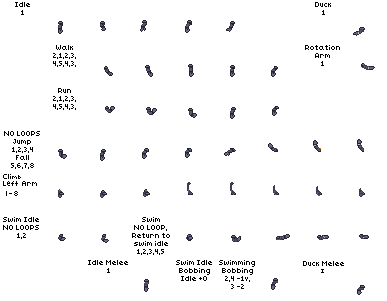 Idle
1
Duck
1
Walk
2,1,2,3,
4,5,4,3,
Rotation
Arm
1
Run
2,1,2,3,
4,5,4,3,
NO LOOPS
Jump
1,2,3,4
Fall
5,6,7,8
Climb
Left Arm
1-8
Swim Idle
NO LOOPS
1,2
Swim
NO LOOP,
Return to
swim idle
1,2,3,4,5
Swim Idle
Bobbing
Idle +0
Swimming
Bobbing
2,4 -1v,
3 -2
Idle Melee
1
Duck Melee
1